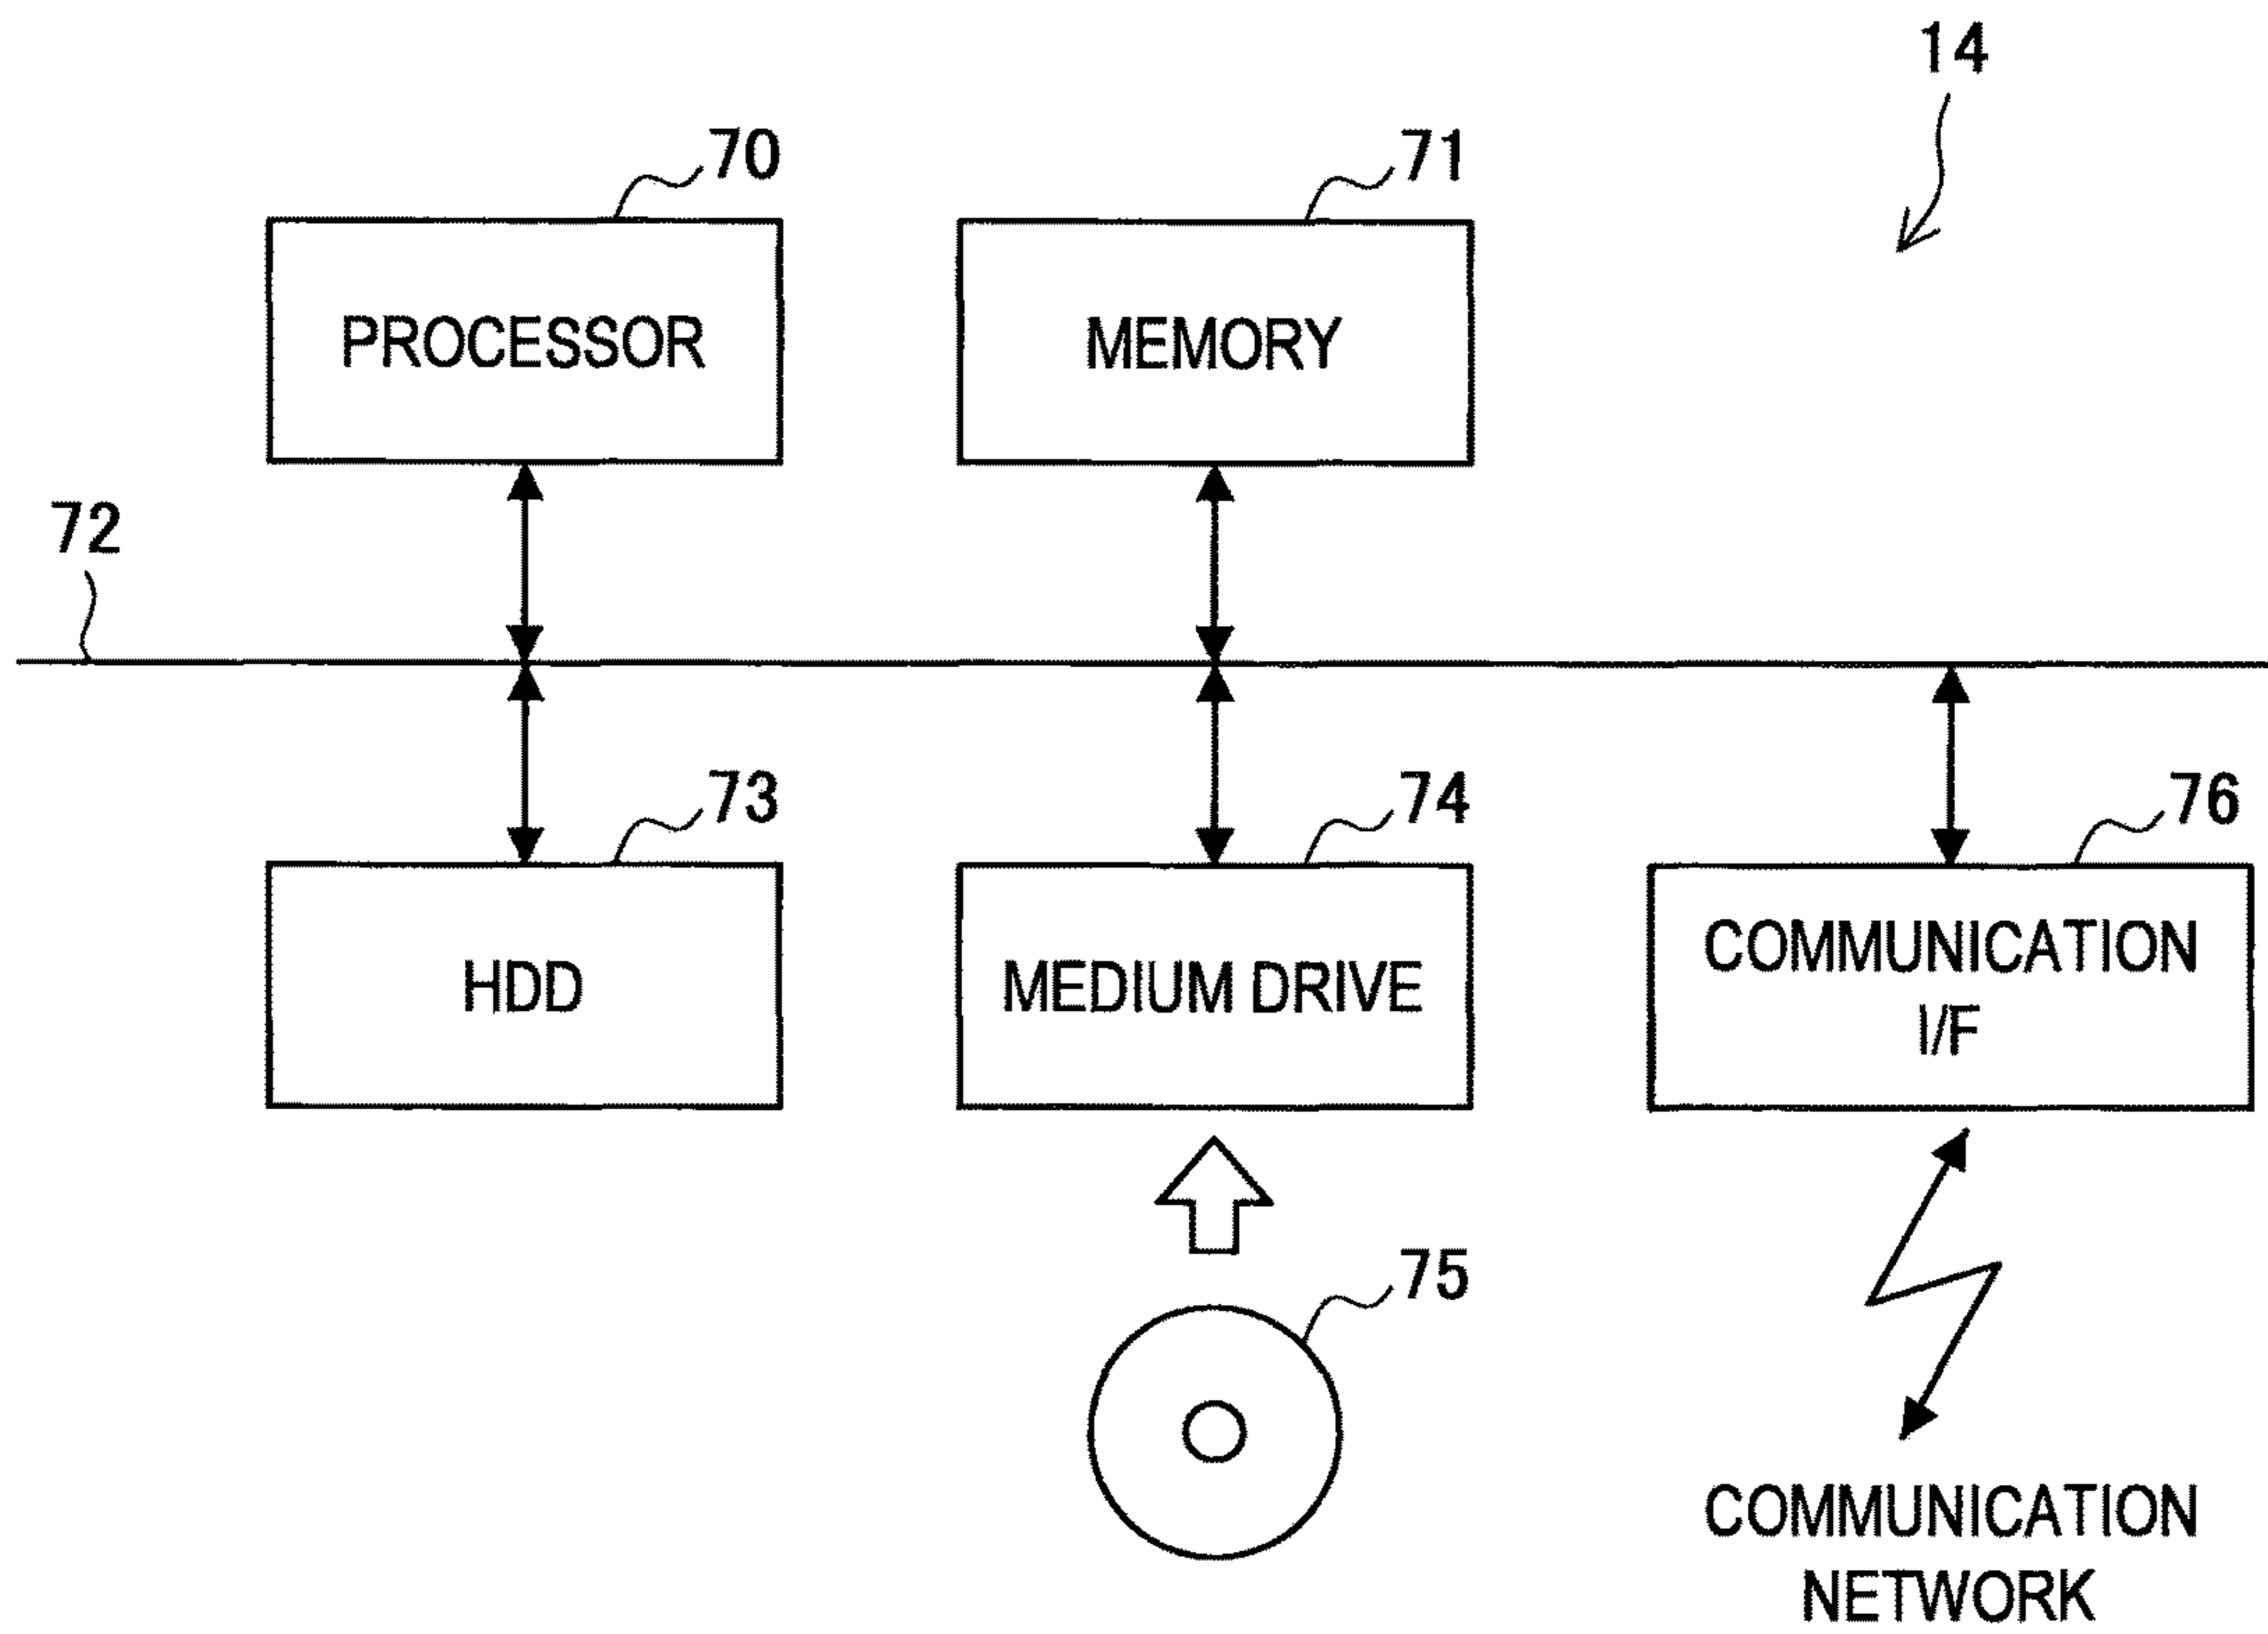 14
70
71
PROCESSOR
MEMORY
72
73
74
76
HDD
MEDIUM DRIVE
COMMUNICATION
I/F
75
COMMUNICATION
NETWORK